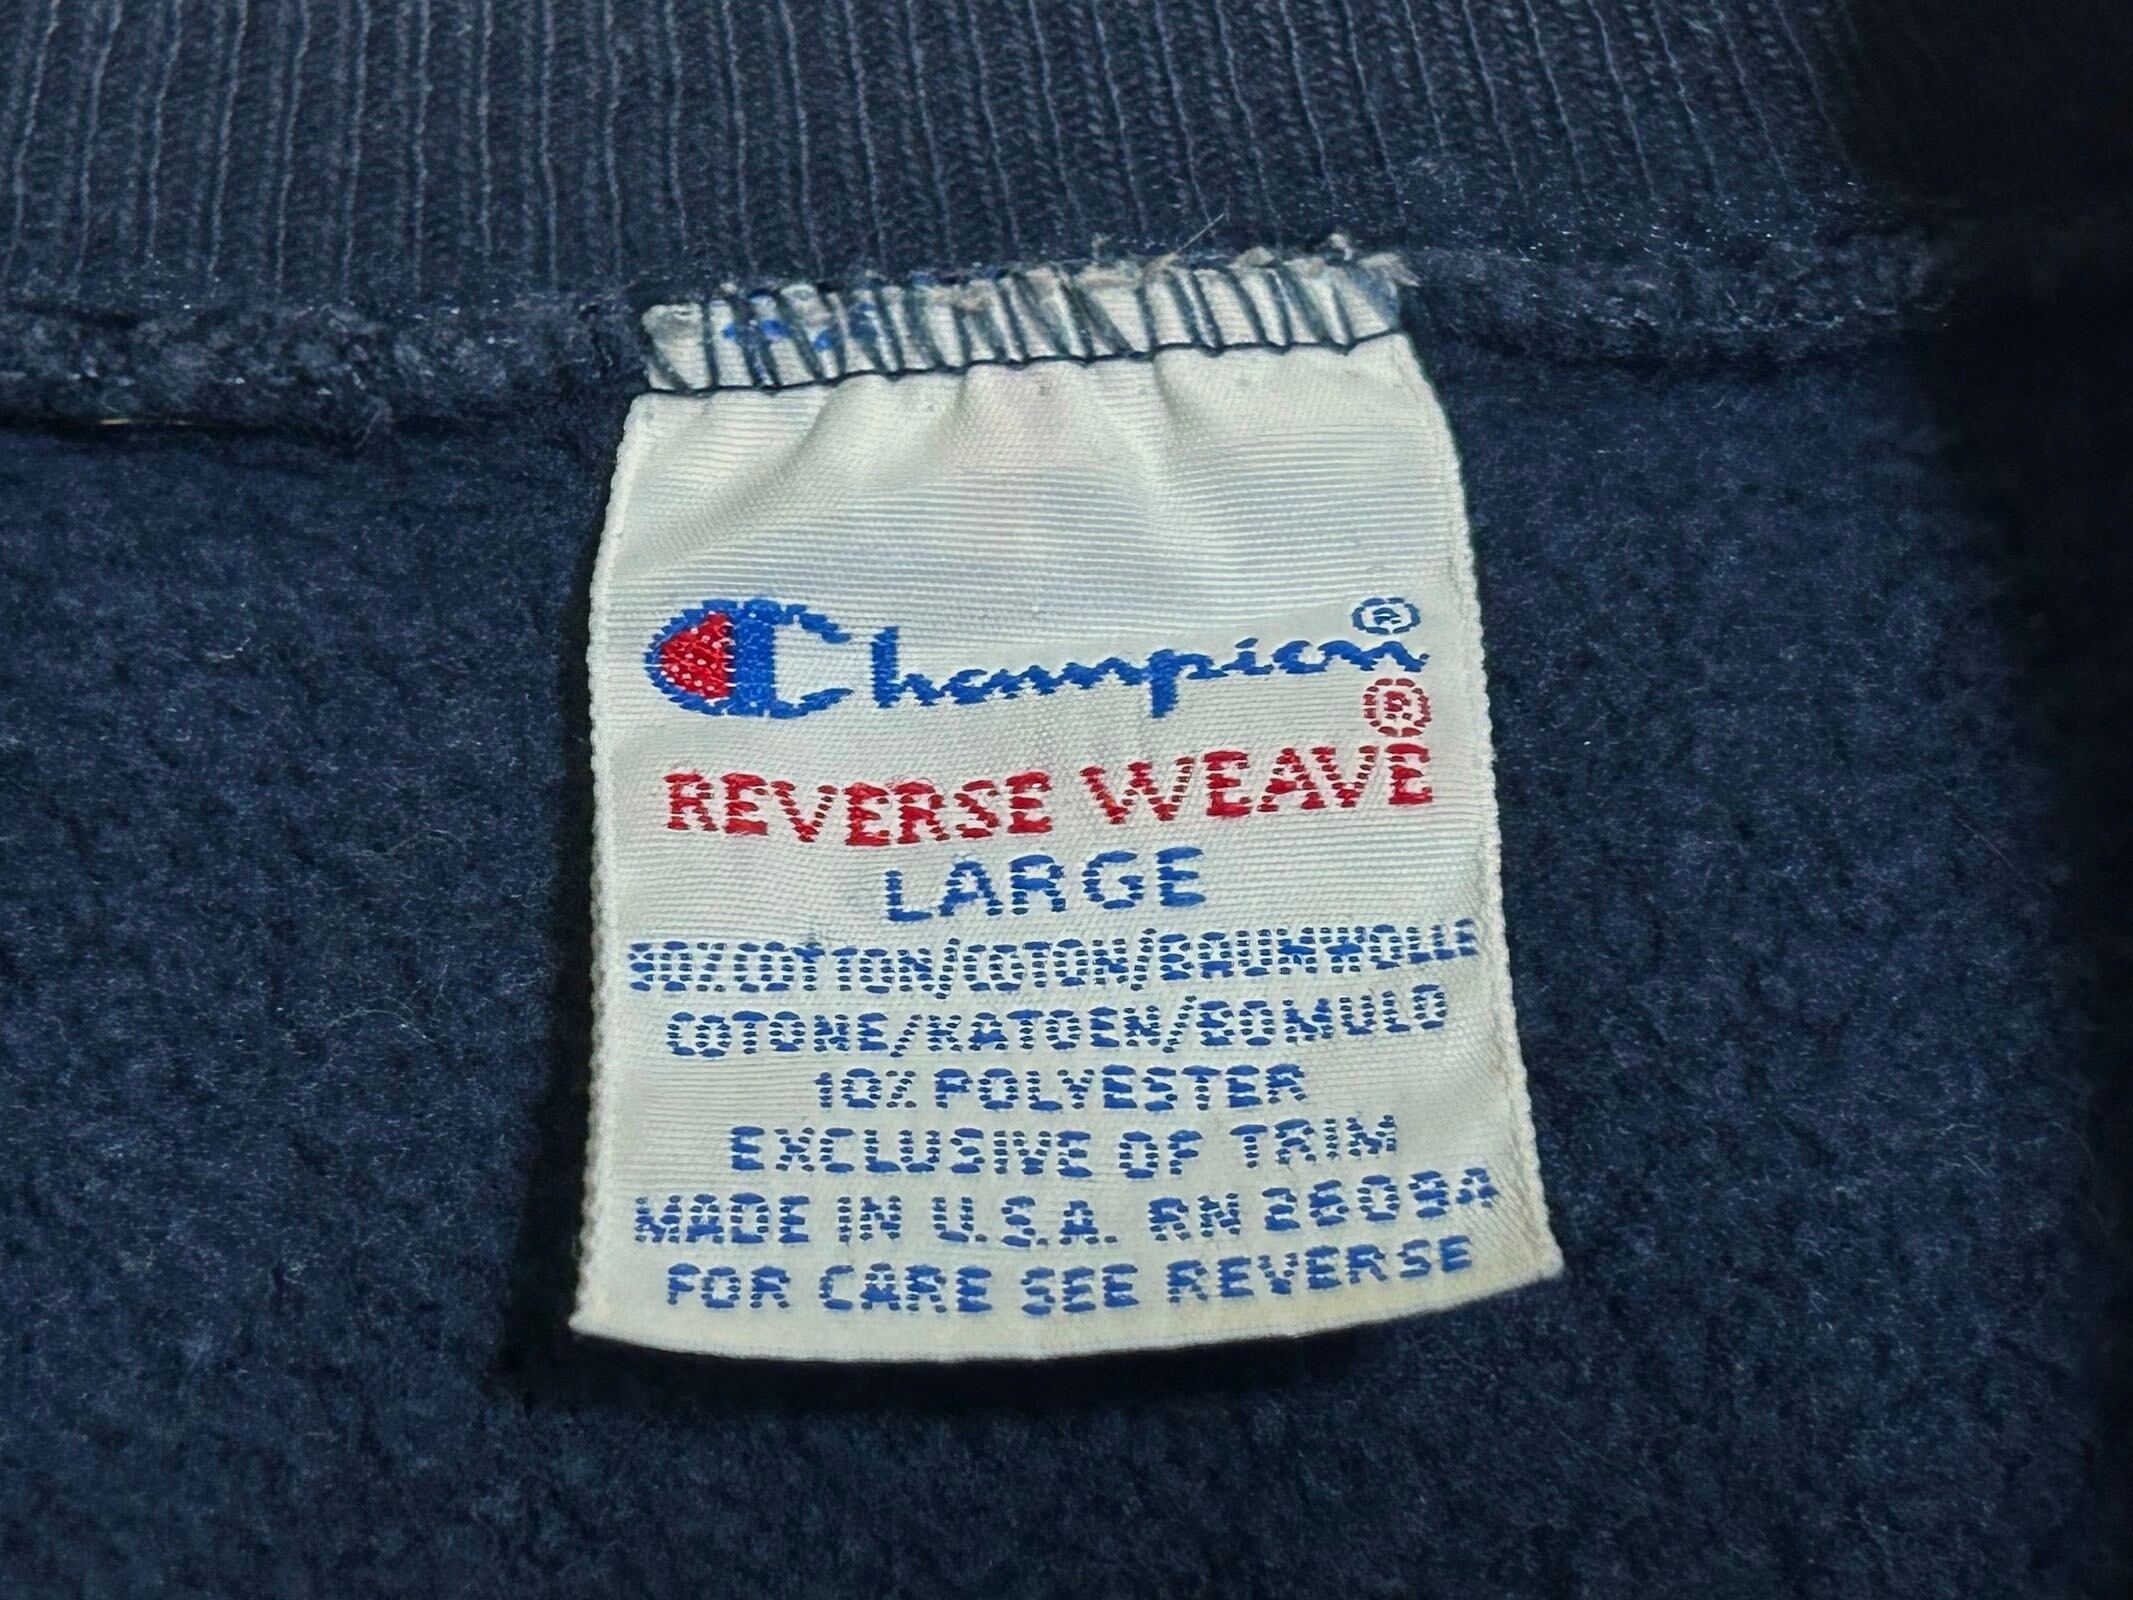 Champion®
®
REVERSE WEAVE
LARGE
90% COTTON/COTON/BAUMWOLLE
COTONE/KATOEN/BOMULD
10% POLYESTER
EXCLUSIVE OF TRIM
MADE IN U.S.A. RN 26094
FOR CARE SEE REVERSE